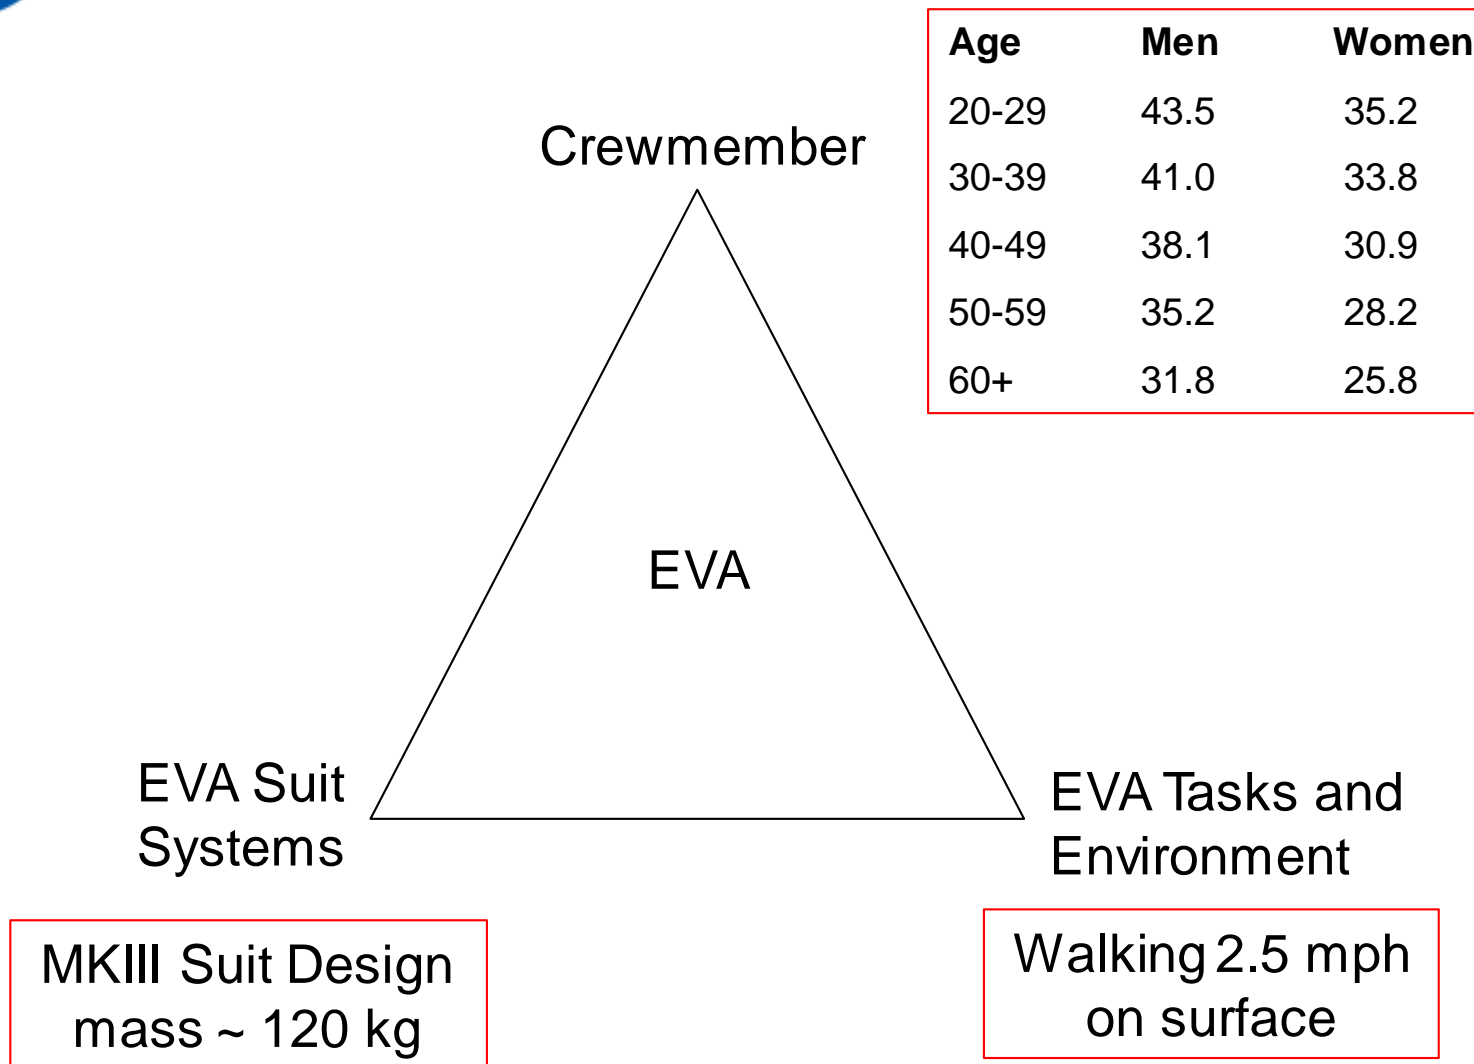 Age Men Women
20-29 43.5 35.2
30-39 41.0 33.8
40-49 38.1 30.9
50-59 35.2 28.2
60+ 31.8 25.8
Crewmember
EVA
EVA Suit
Systems
EVA Tasks and
Environment
MKIII Suit Design
mass ~ 120 kg
Walking 2.5 mph
on surface